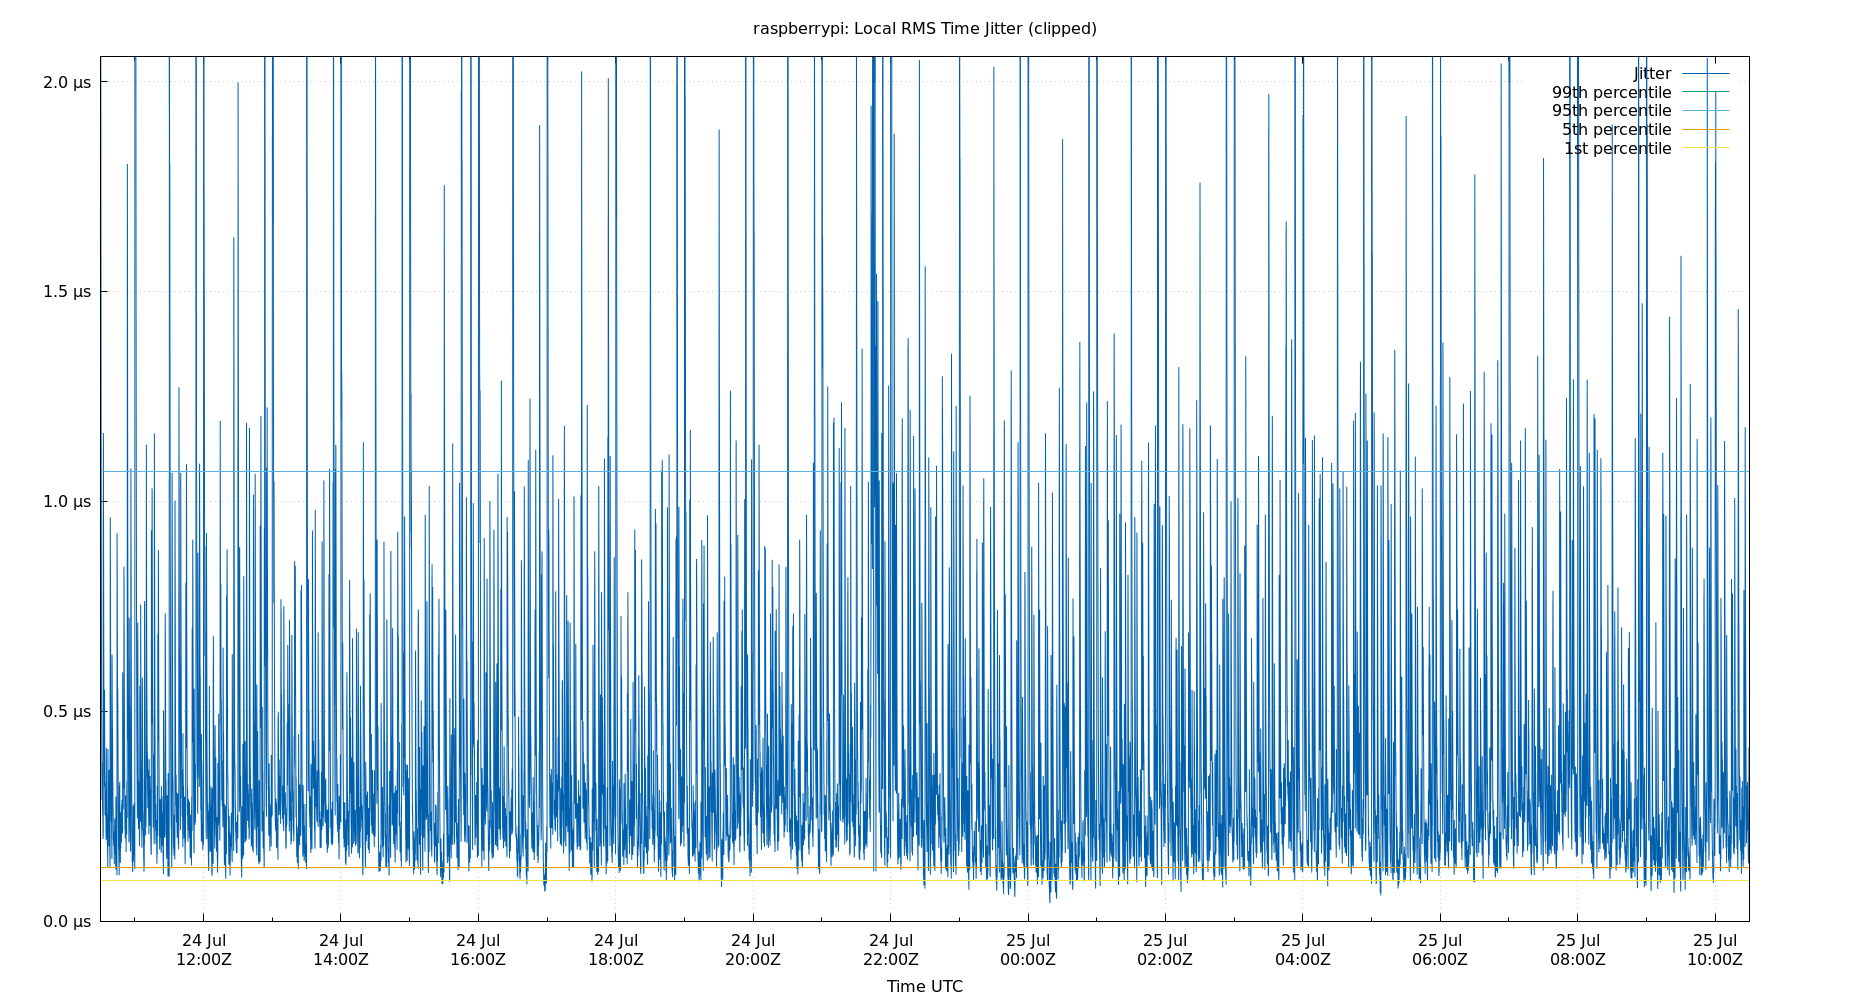 raspberrypi: Local RMS Time Jitter (clipped)
2.0 µs
1.5 µs
1.0 µs
0.5 µs
0.0 µs
Jitter
99th percentile
95th percentile
5th percentile
1st percentile
24 Jul 24 Jul 24 Jul 24 Jul 24 Jul 24 Jul 25 Jul 25 Jul 25 Jul 25 Jul 25 Jul 25 Jul
12:00Z 14:00Z 16:00Z 18:00Z 20:00Z 22:00Z 00:00Z 02:00Z 04:00Z 06:00Z 08:00Z 10:00Z
Time UTC